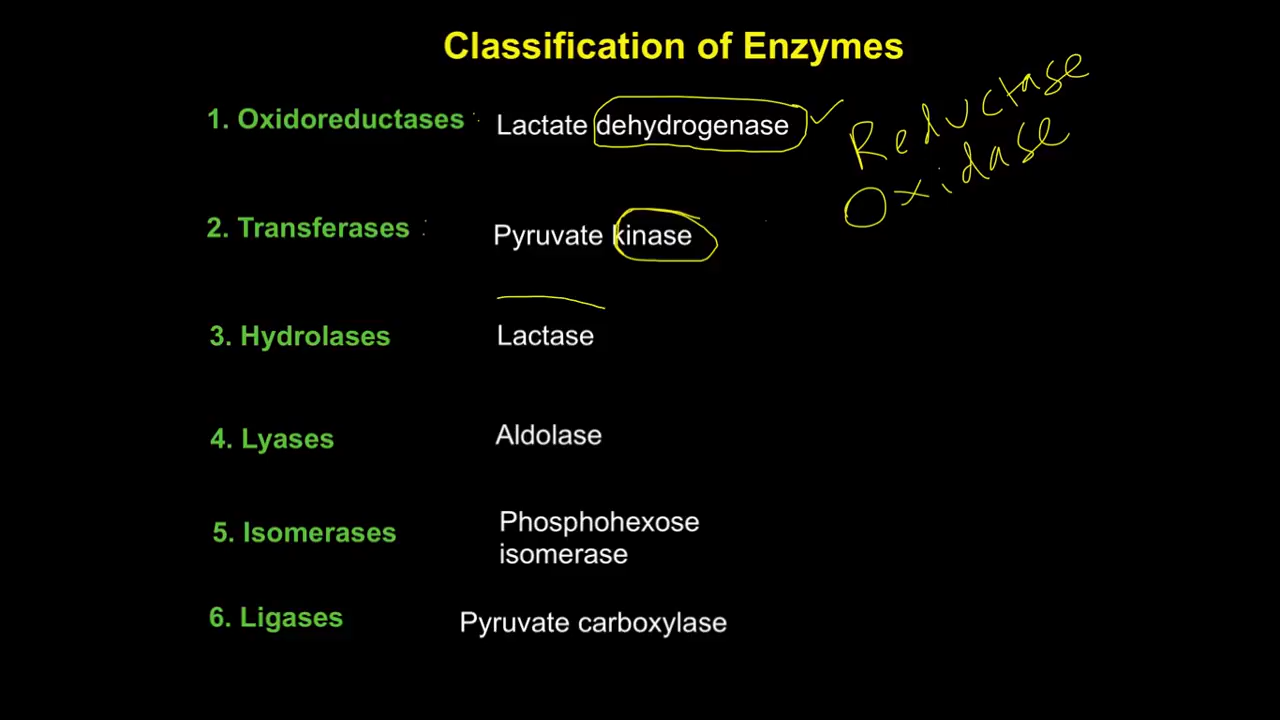 Classification of Enzymes
1. Oxidoreductases : Lactate dehydrogenase
Reductase
Oxidase
2. Transferases : Pyruvate kinase
3. Hydrolases Lactase
4. Lyases Aldolase
5. Isomerases Phosphohexose
isomerase
6. Ligases Pyruvate carboxylase